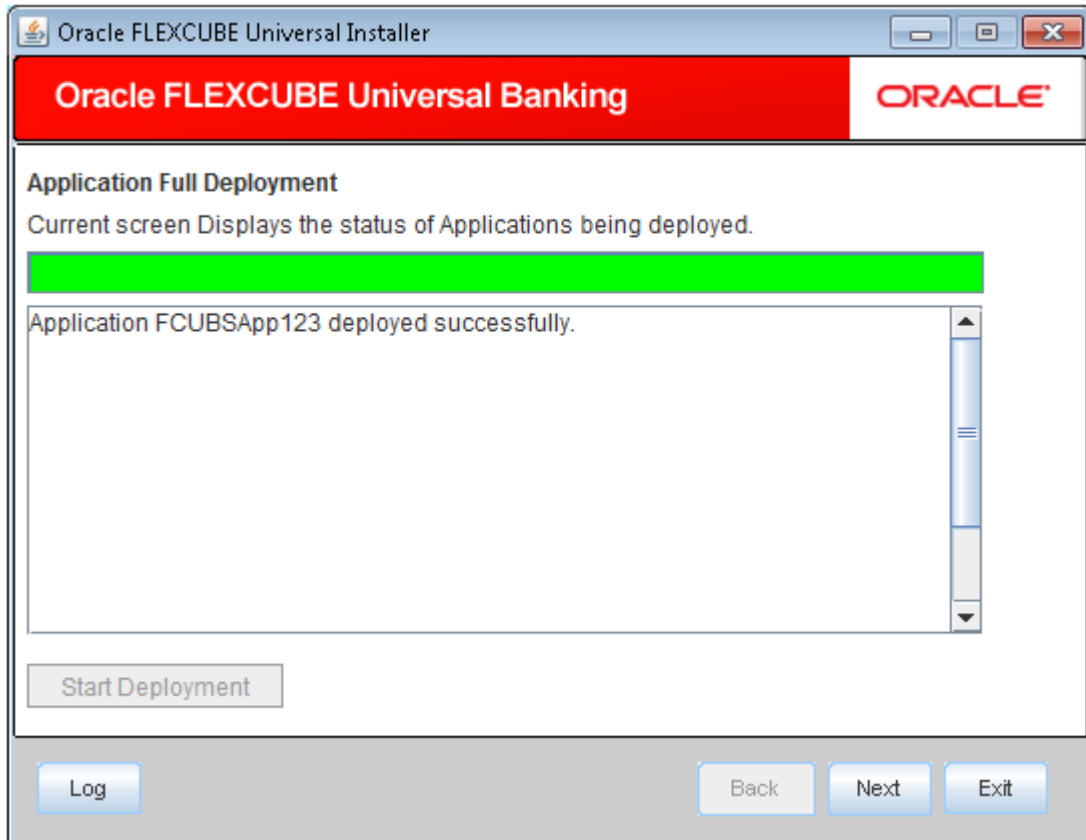 Oracle FLEXCUBE Universal Installer
Oracle FLEXCUBE Universal Banking
ORACLE
Application Full Deployment
Current screen Displays the status of Applications being deployed.
Application FCUBSApp123 deployed successfully.
Start Deployment
Log
Back
Next
Exit